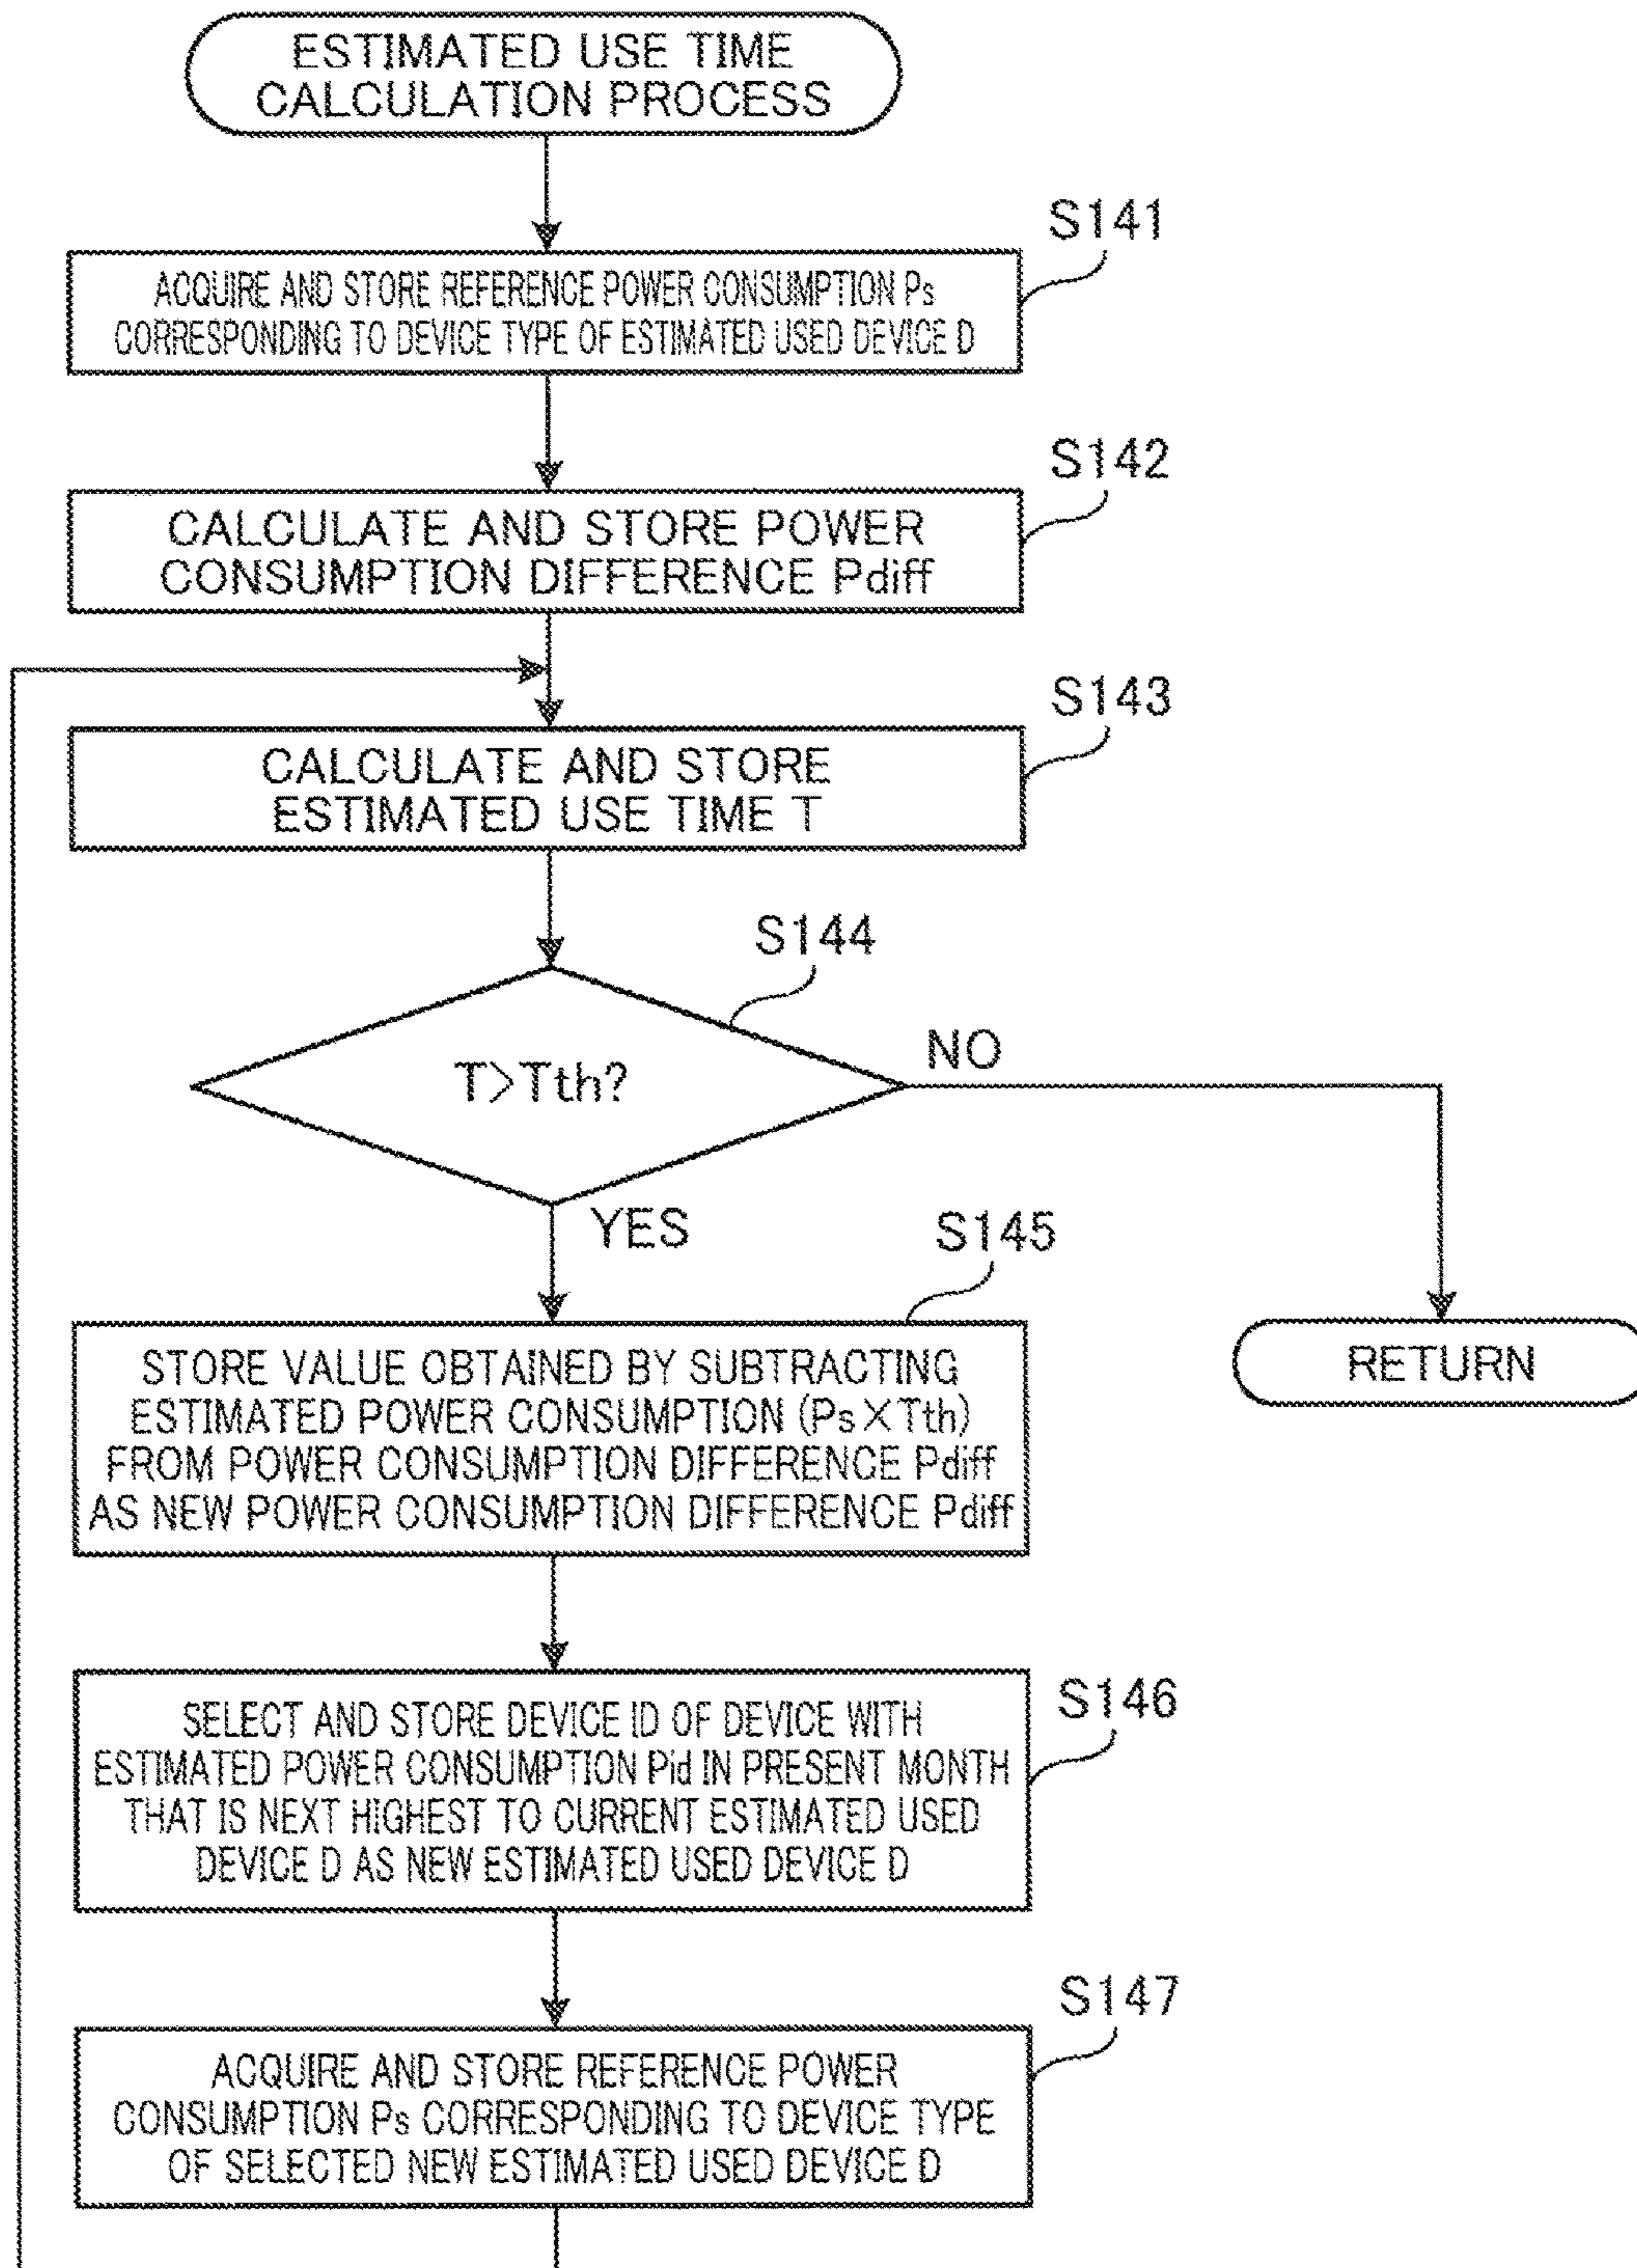 ESTIMATED USE TIME
CALCULATION PROCESS
S141
ACQUIRE AND STORE REFERENCE POWER CONSUMPTION Ps
CORRESPONDING TO DEVICE TYPE OF ESTIMATED USED DEVICE D
S142
CALCULATE AND STORE POWER
CONSUMPTION DIFFERENCE Pdiff
S143
CALCULATE AND STORE
ESTIMATED USE TIME T
S144
T>Tth?
NO
YES
S145
STORE VALUE OBTAINED BY SUBTRACTING
ESTIMATED POWER CONSUMPTION (Ps×Tth)
FROM POWER CONSUMPTION DIFFERENCE Pdiff
AS NEW POWER CONSUMPTION DIFFERENCE Pdiff
RETURN
S146
SELECT AND STORE DEVICE ID OF DEVICE WITH
ESTIMATED POWER CONSUMPTION Pid IN PRESENT MONTH
THAT IS NEXT HIGHEST TO CURRENT ESTIMATED USED
DEVICE D AS NEW ESTIMATED USED DEVICE D
S147
ACQUIRE AND STORE REFERENCE POWER
CONSUMPTION Ps CORRESPONDING TO DEVICE TYPE
OF SELECTED NEW ESTIMATED USED DEVICE D